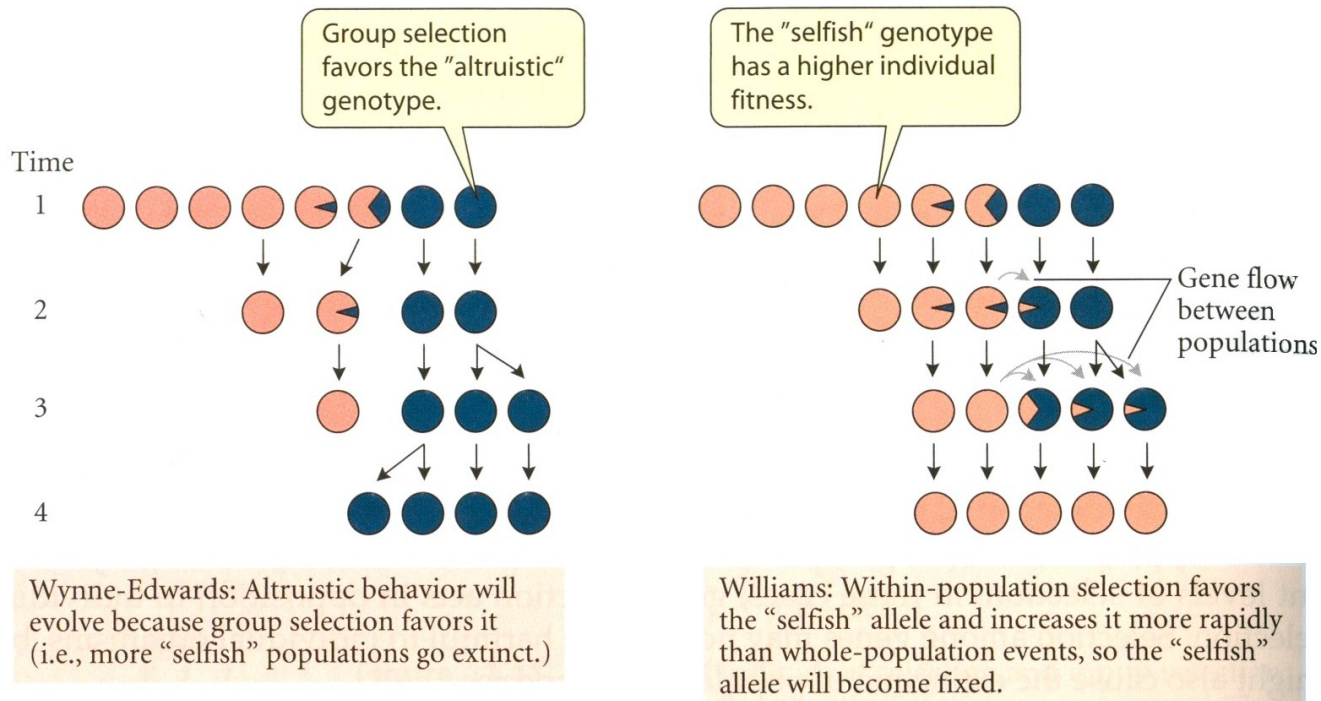 Group selection
favors the ”altruistic“
genotype.
The ”selfish“ genotype
has a higher individual
fitness.
Time
1
2
3
4
Gene flow
between
populations
Wynne-Edwards: Altruistic behavior will
evolve because group selection favors it
(i.e., more “selfish” populations go extinct.)
Williams: Within-population selection favors
the “selfish” allele and increases it more rapidly
than whole-population events, so the “selfish”
allele will become fixed.